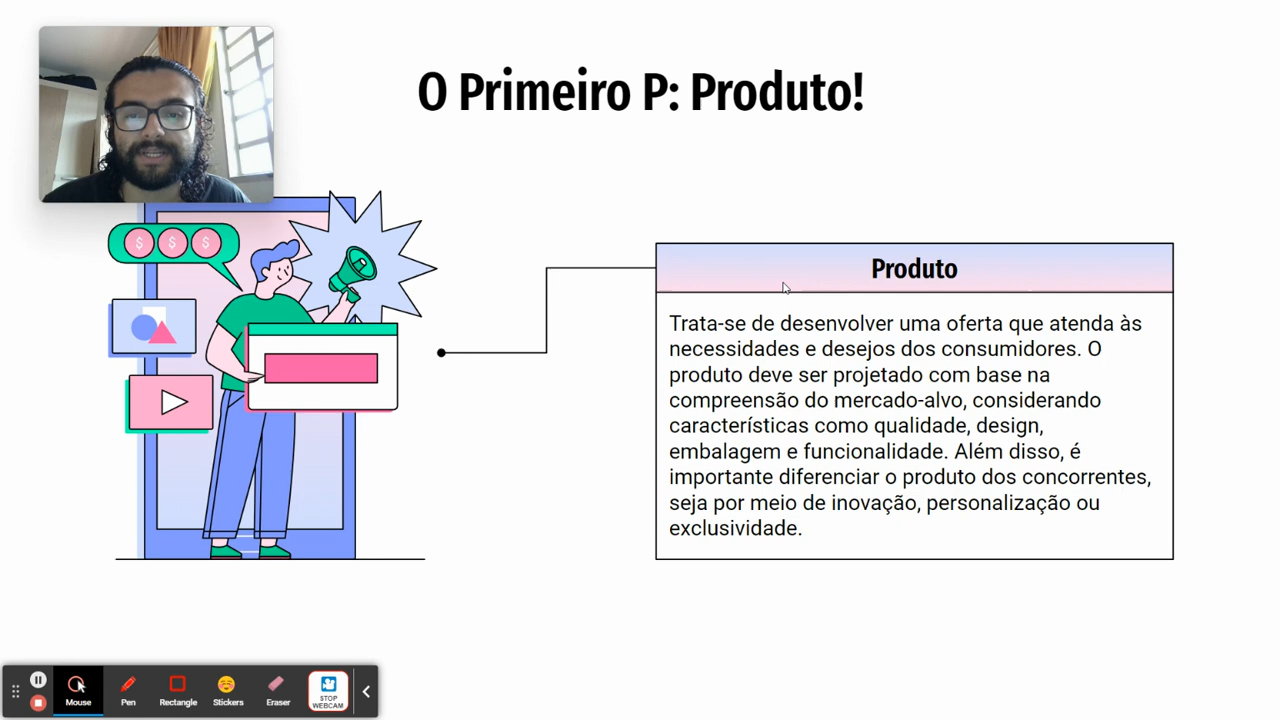 O Primeiro P: Produto!
$ $ $
Produto
Trata-se de desenvolver uma oferta que atenda às
necessidades e desejos dos consumidores. O
produto deve ser projetado com base na
compreensão do mercado-alvo, considerando
características como qualidade, design,
embalagem e funcionalidade. Além disso, é
importante diferenciar o produto dos concorrentes,
seja por meio de inovação, personalização ou
exclusividade.
Mouse
Pen
Rectangle
Stickers
Eraser
STOP
WEBCAM